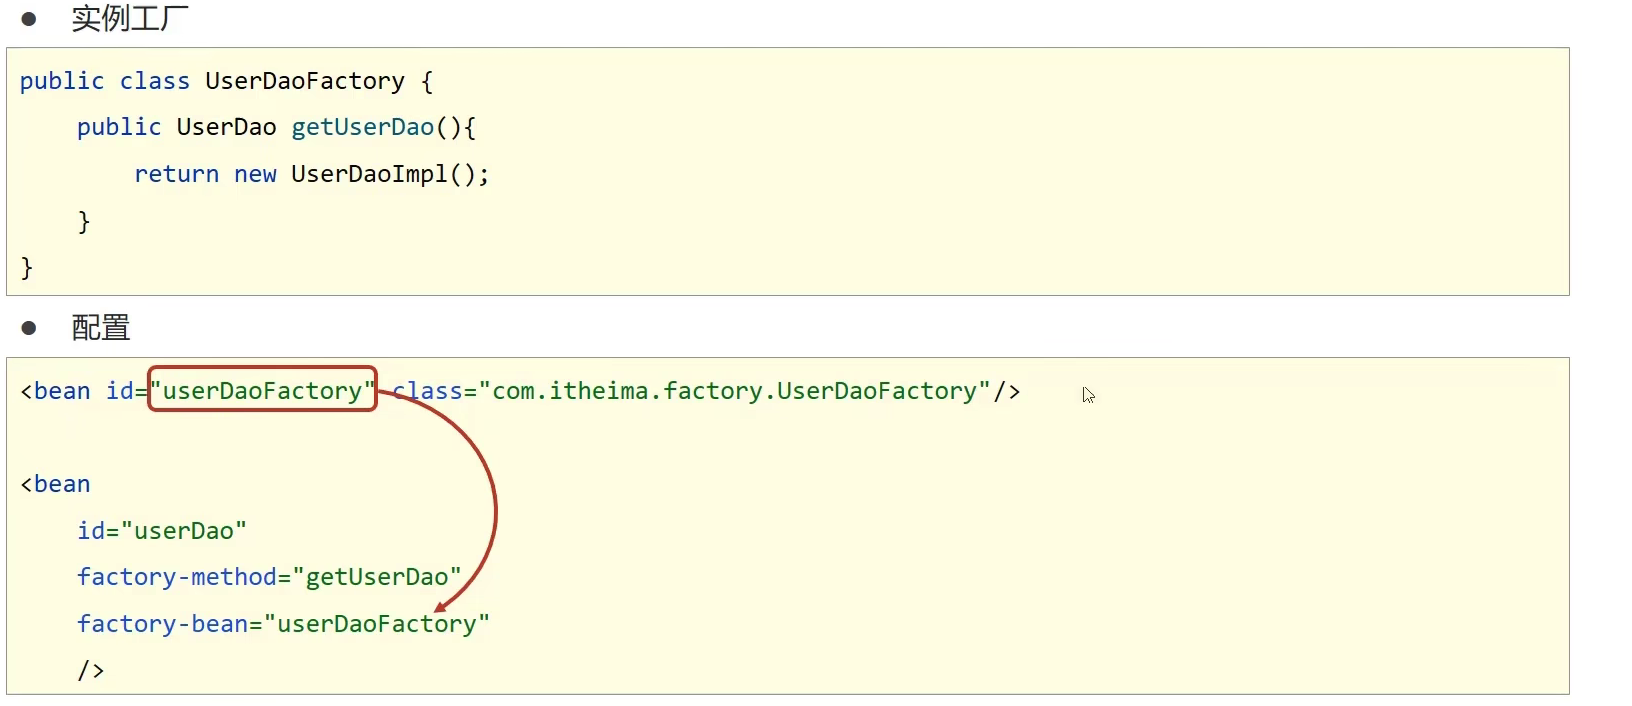 ● 实例工厂
public class UserDaoFactory {
    public UserDao getUserDao(){
        return new UserDaoImpl();
    }
}
● 配置
<bean id="userDaoFactory" class="com.itheima.factory.UserDaoFactory"/>
<bean
    id="userDao"
    factory-method="getUserDao"
    factory-bean="userDaoFactory"
    />